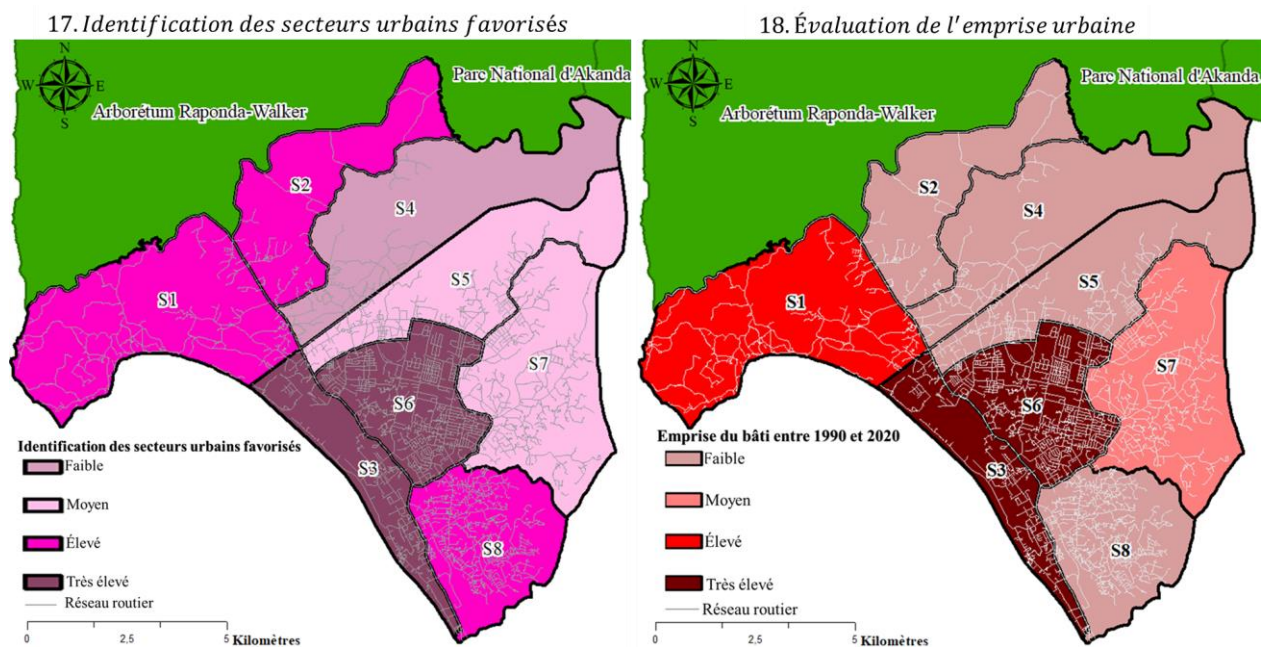 17. Identification des secteurs urbains favorisés
N
W
E
S
Parc National d'Akanda
Arborétum Raponda-Walker
S2
S4
S1
S5
S7
S6
S3
S8
Identification des secteurs urbains favorisés
Faible
Moyen
Élevé
Très élevé
Réseau routier
0
2,5
5
Kilomètres
18. Évaluation de l'emprise urbaine
N
W
E
S
Parc National d'Akanda
Arborétum Raponda-Walker
S2
S4
S1
S5
S7
S6
S3
S8
Emprise du bâti entre 1990 et 2020
Faible
Moyen
Élevé
Très élevé
Réseau routier
0
2,5
5
Kilomètres